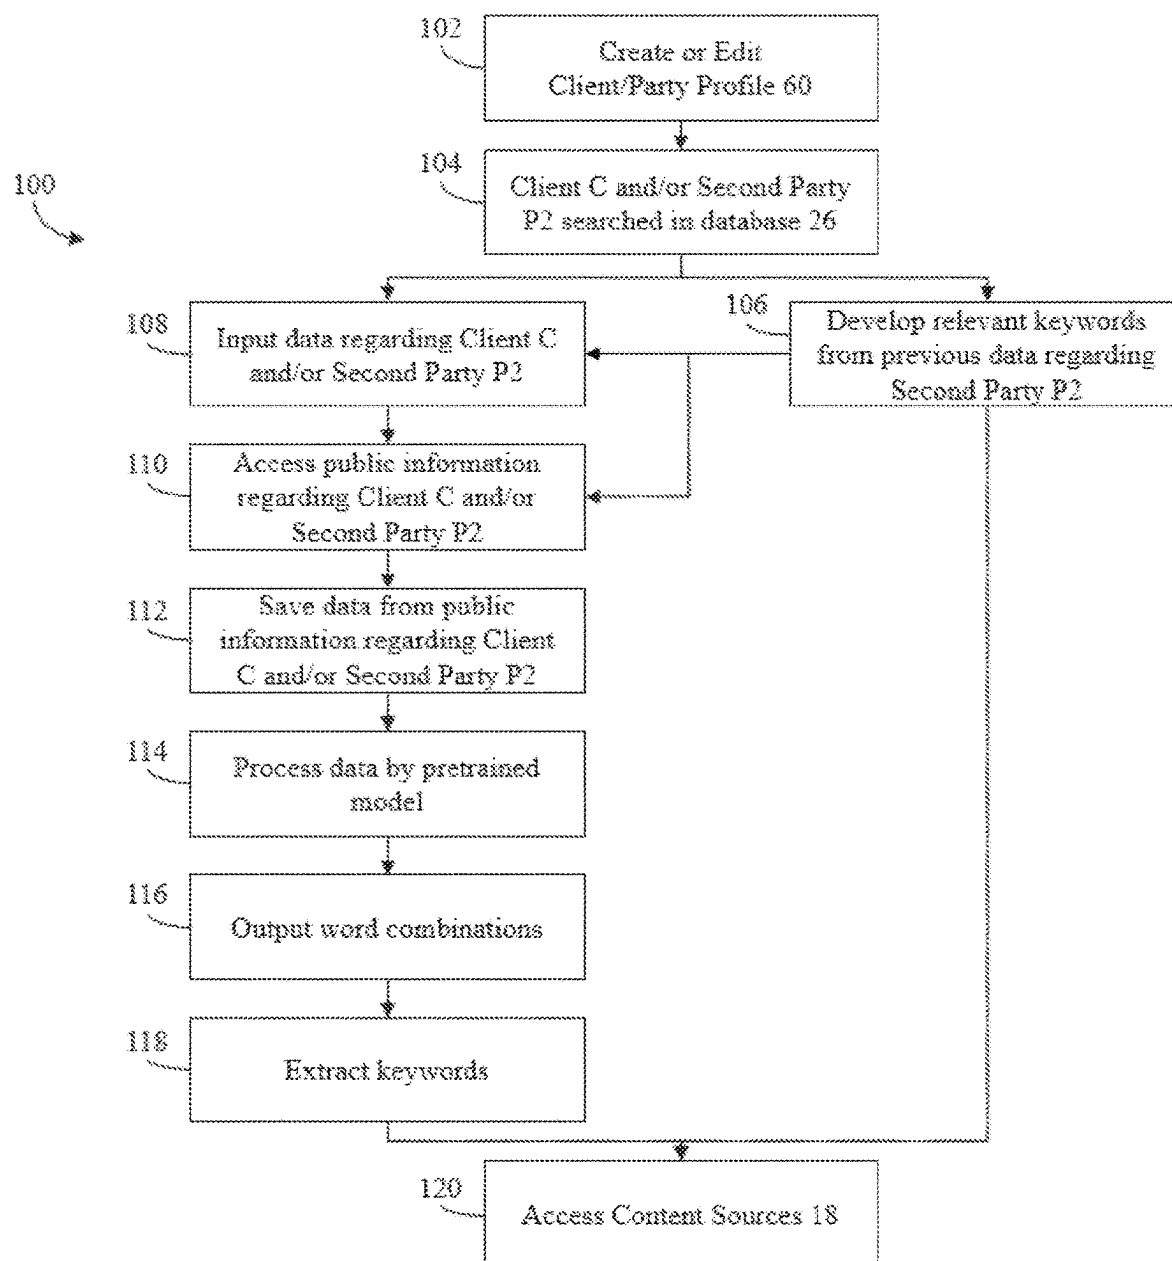 102
Create or Edit
Client/Party Profile 60
104
Client C and/or Second Party
P2 searched in database 26
100
108
Input data regarding Client C
and/or Second Party P2
106
Develop relevant keywords
from previous data regarding
Second Party P2
110
Access public information
regarding Client C and/or
Second Party P2
112
Save data from public
information regarding Client
C and/or Second Party P2
114
Process data by pretrained
model
116
Output word combinations
118
Extract keywords
120
Access Content Sources 18